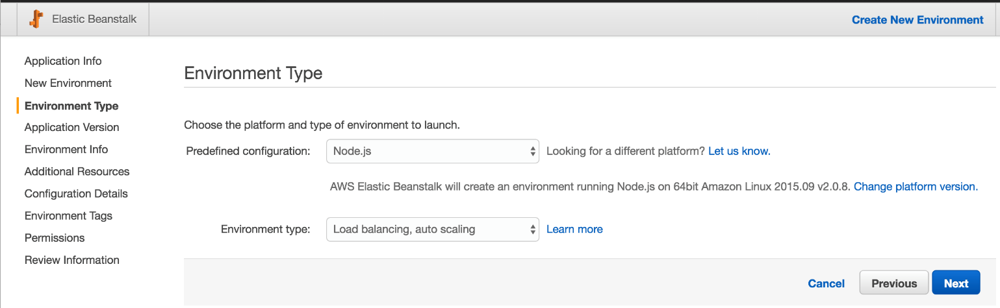 Elastic Beanstalk
Create New Environment
Application Info
New Environment
Environment Type
Application Version
Environment Info
Additional Resources
Configuration Details
Environment Tags
Permissions
Review Information
Environment Type
Choose the platform and type of environment to launch.
Predefined configuration: Node.js Looking for a different platform? Let us know.
AWS Elastic Beanstalk will create an environment running Node.js on 64bit Amazon Linux 2015.09 v2.0.8. Change platform version.
Environment type: Load balancing, auto scaling Learn more
Cancel Previous Next